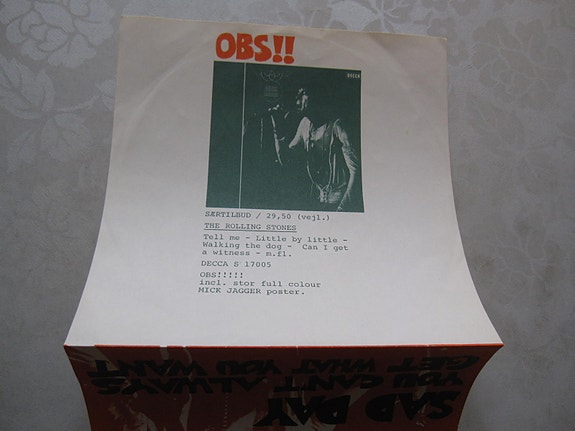 OBS!!
DECCA
SÆRTILBUD / 29,50 (vejl.)
THE ROLLING STONES
Tell me - Little by little -
Walking the dog - Can I get
a witness - m.fl.
DECCA S 17005
OBS!!!!!
incl. stor full colour
MICK JAGGER poster.
SAD DAY
YOU CAN'T ALWAYS
GET WHAT YOU WANT